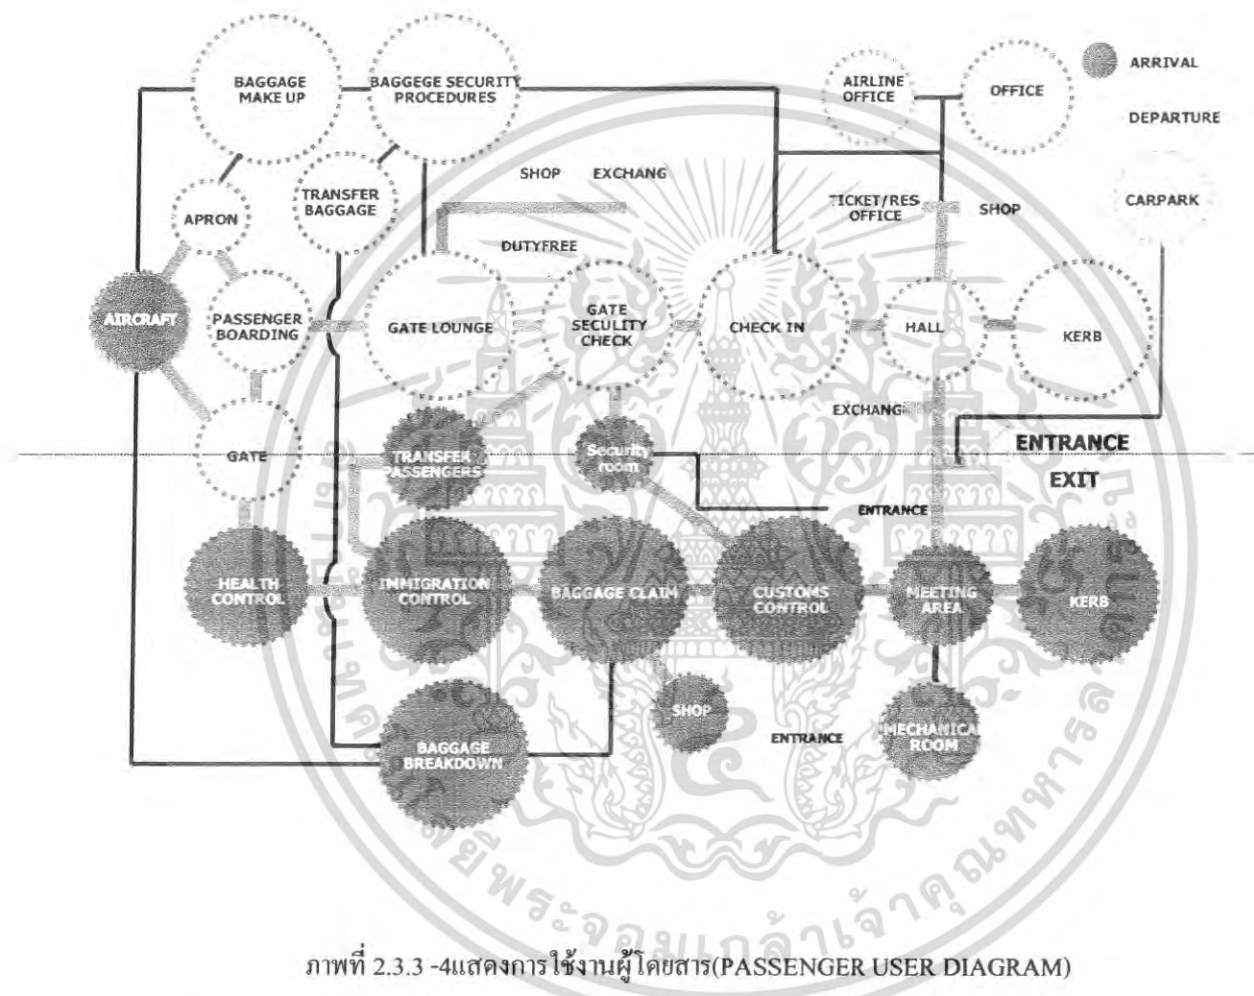 BAGGAGE
MAKE UP
BAGGEGE SECURITY
PROCEDURES
AIRLINE
OFFICE
OFFICE
ARRIVAL
DEPARTURE
SHOP EXCHANG
TRANSFER
BAGGAGE
TICKET/RES
OFFICE
SHOP
CARPARK
APRON
DUTYFREE
AIRCRAFT
PASSENGER
BOARDING
GATE LOUNGE
GATE
SECULITY
CHECK
CHECK IN
HALL
KERB
EXCHANG
ENTRANCE
EXIT
GATE
TRANSFER
PASSENGERS
Security
room
ENTRANCE
HEALTH
CONTROL
IMMIGRATION
CONTROL
BAGGAGE CLAIM
CUSTOMS
CONTROL
MEETING
AREA
KERB
SHOP
ENTRANCE
MECHANICAL
ROOM
BAGGAGE
BREAKDOWN
ภาพที่ 2.3.3 -4แสดงการใช้งานผู้โดยสาร(PASSENGER USER DIAGRAM)